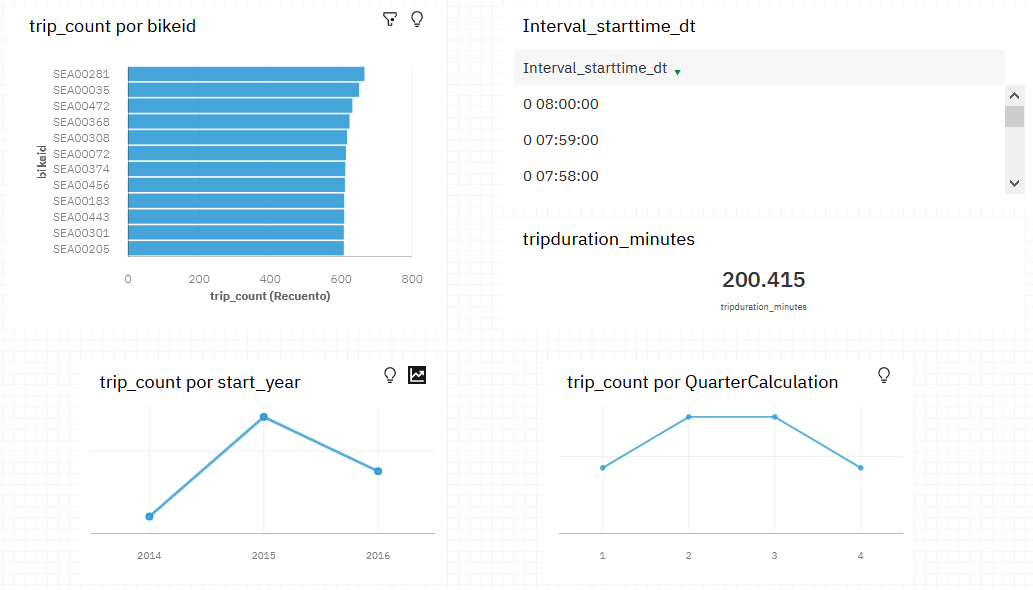 trip_count por bikeid
bikeid
SEA00281
SEA00035
SEA00472
SEA00368
SEA00308
SEA00072
SEA00374
SEA00456
SEA00183
SEA00443
SEA00301
SEA00205
0 200 400 600 800
trip_count (Recuento)
Interval_starttime_dt
Interval_starttime_dt
0 08:00:00
0 07:59:00
0 07:58:00
tripduration_minutes
200.415
tripduration_minutes
trip_count por start_year
2014 2015 2016
trip_count por QuarterCalculation
1 2 3 4